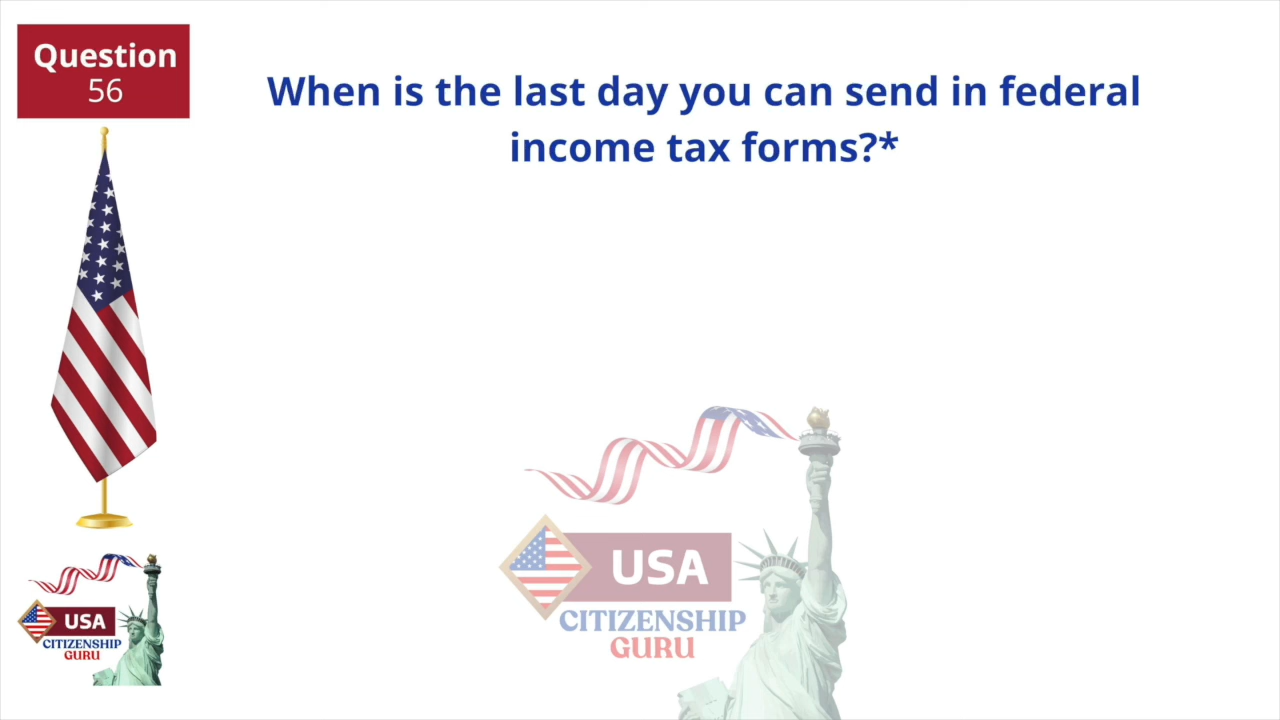 Question
56
When is the last day you can send in federal
income tax forms?*
USA
CITIZENSHIP
GURU
USA
CITIZENSHIP
GURU